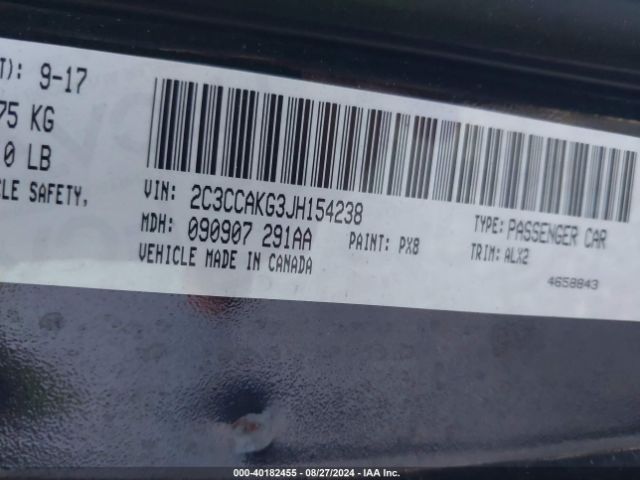 T): 9-17
75 KG
0 LB
CLE SAFETY,
VIN: 2C3CCAKG3JH154238
MDH: 090907 291AA
PAINT: PX8
VEHICLE MADE IN CANADA
TYPE: PASSENGER CAR
TRIM: ALX2
4658843
000-40182455 - 08/27/2024 - IAA Inc.